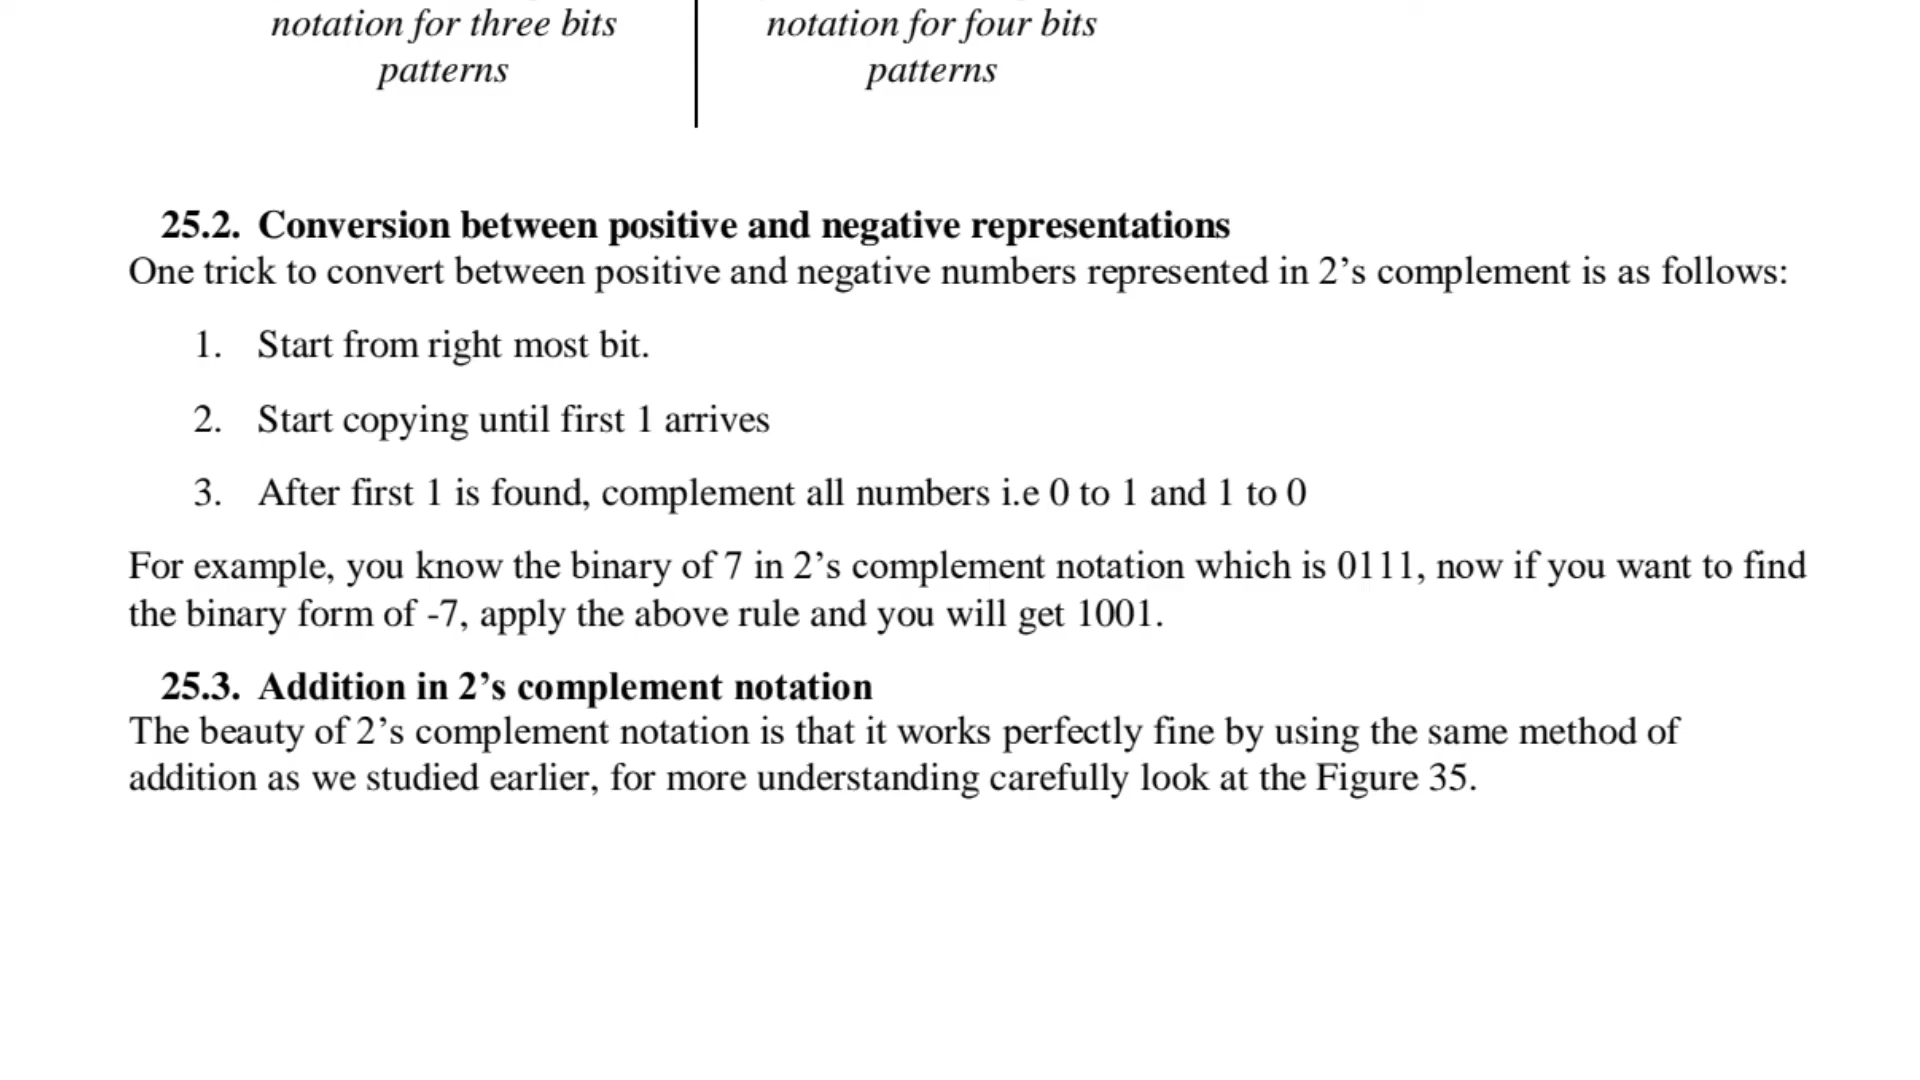 notation for three bits
patterns
notation for four bits
patterns
25.2. Conversion between positive and negative representations
One trick to convert between positive and negative numbers represented in 2’s complement is as follows:
1. Start from right most bit.
2. Start copying until first 1 arrives
3. After first 1 is found, complement all numbers i.e 0 to 1 and 1 to 0
For example, you know the binary of 7 in 2’s complement notation which is 0111, now if you want to find
the binary form of -7, apply the above rule and you will get 1001.
25.3. Addition in 2’s complement notation
The beauty of 2’s complement notation is that it works perfectly fine by using the same method of
addition as we studied earlier, for more understanding carefully look at the Figure 35.